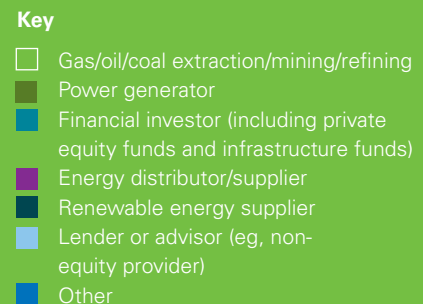 Key
Gas/oil/coal extraction/mining/refining
Power generator
Financial investor (including private
equity funds and infrastructure funds)
Energy distributor/supplier
Renewable energy supplier
Lender or advisor (eg, non-
equity provider)
Other